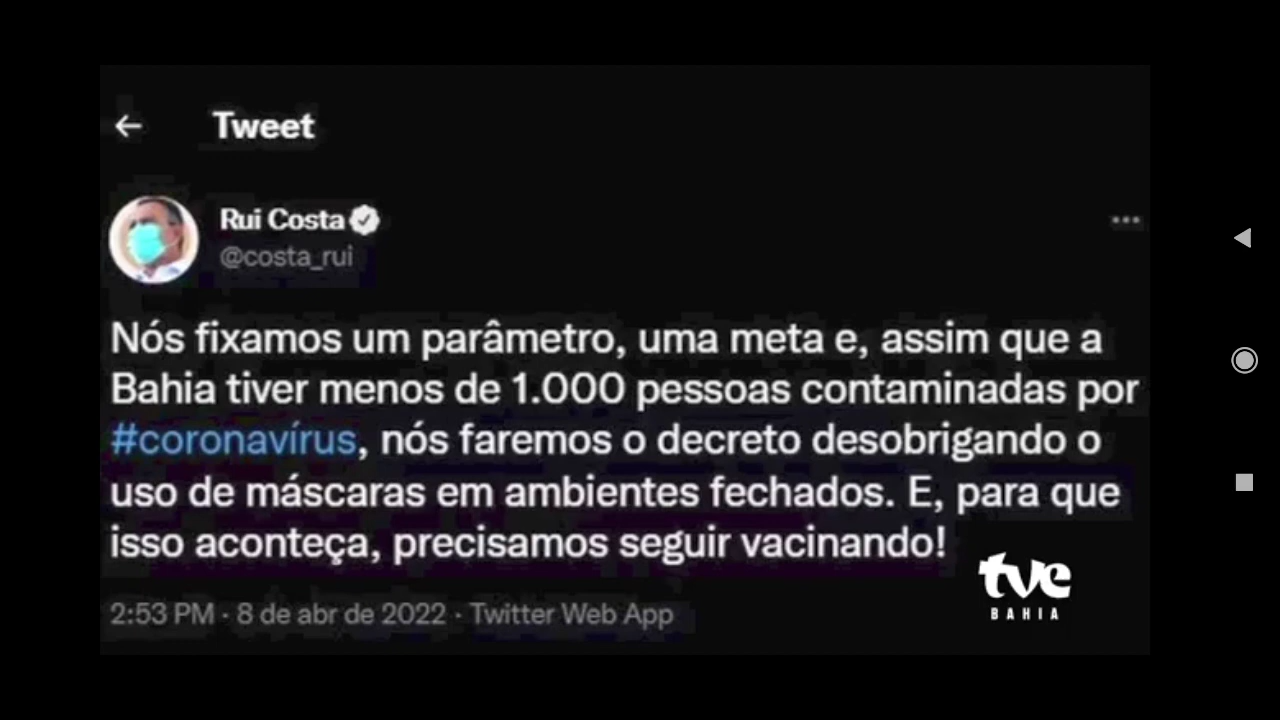 Tweet
Rui Costa
@costa_rui
Nós fixamos um parâmetro, uma meta e, assim que a
Bahia tiver menos de 1.000 pessoas contaminadas por
#coronavírus, nós faremos o decreto desobrigando o
uso de máscaras em ambientes fechados. E, para que
isso aconteça, precisamos seguir vacinando!
tve
BAHIA
2:53 PM · 8 de abr de 2022 · Twitter Web App